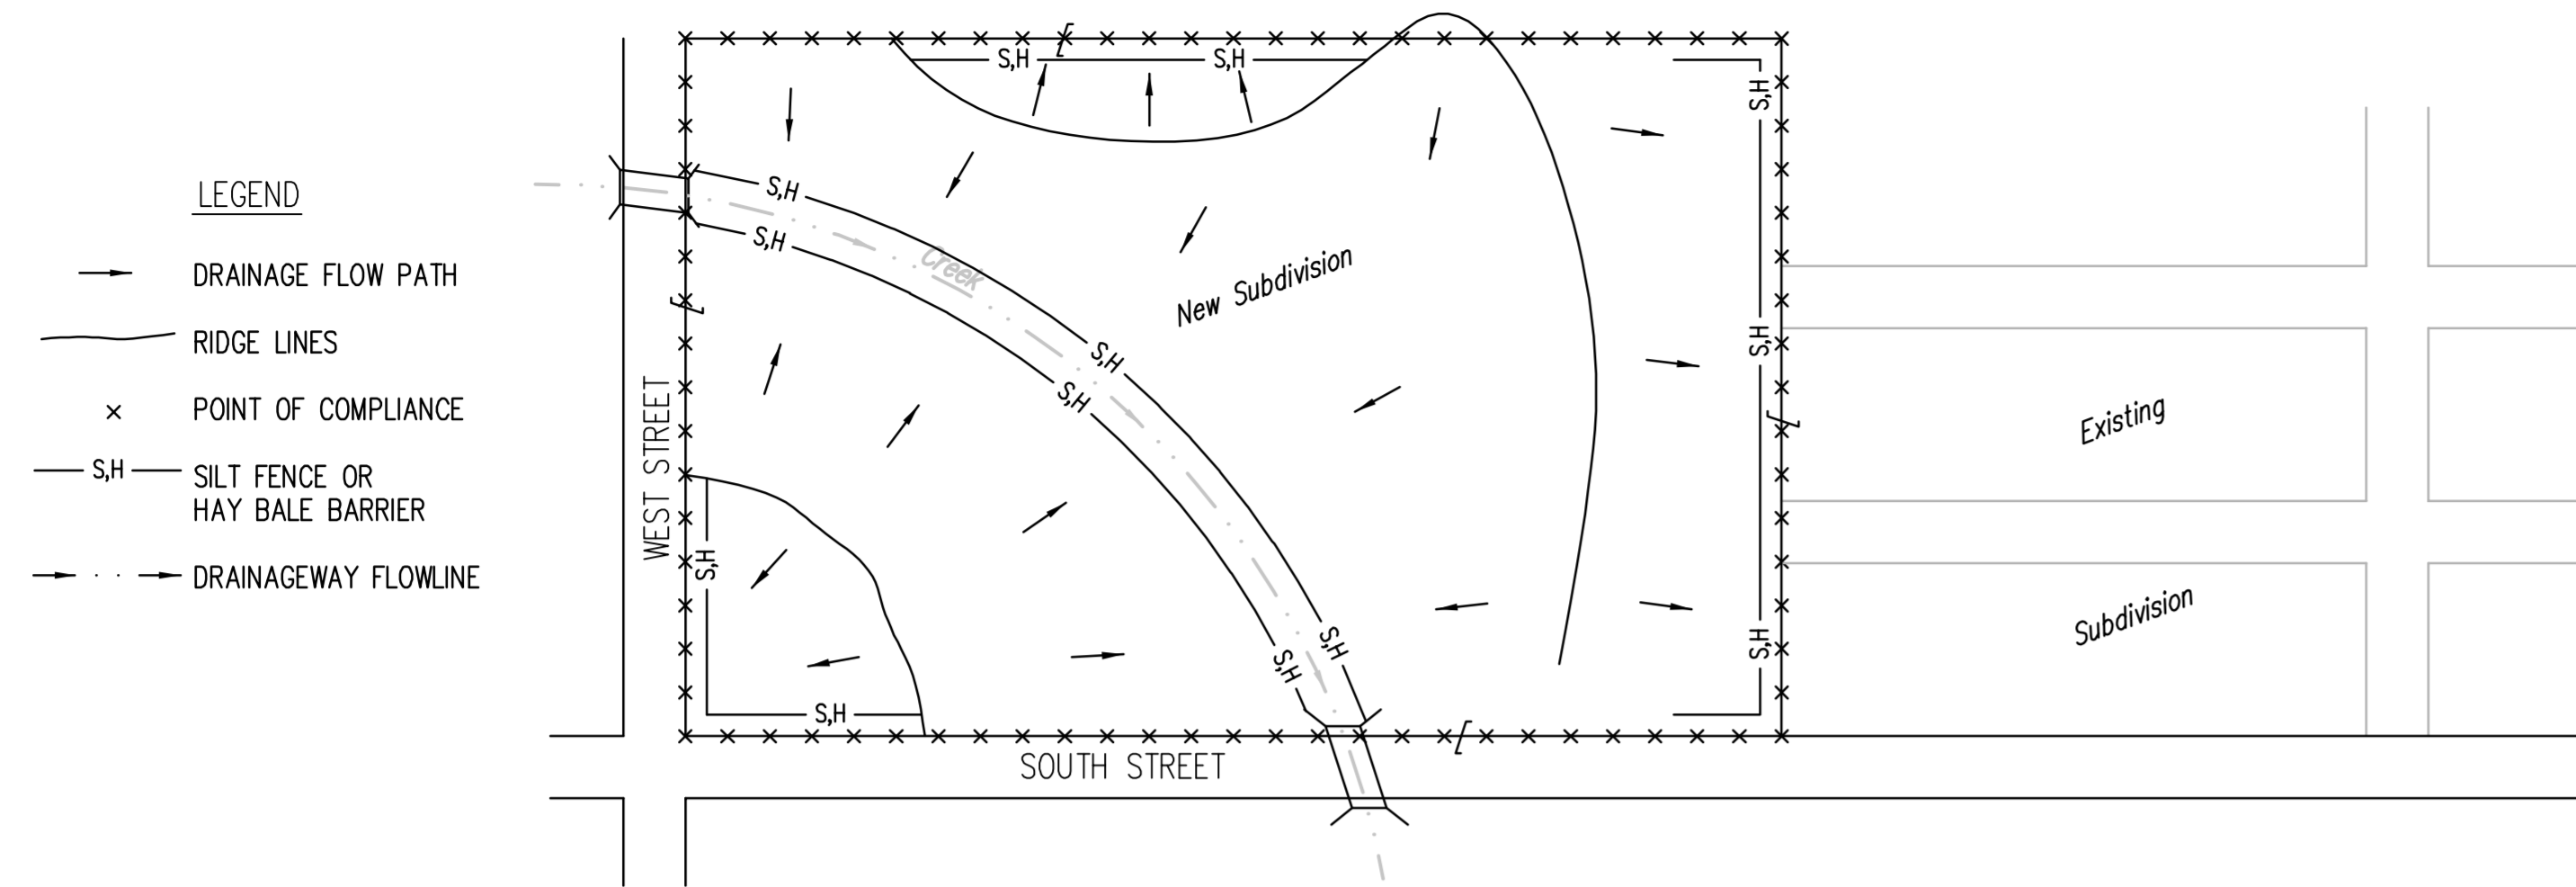 LEGEND
DRAINAGE FLOW PATH
RIDGE LINES
POINT OF COMPLIANCE
S,H
SILT FENCE OR
HAY BALE BARRIER
DRAINAGEWAY FLOWLINE
S,H
S,H
S,H
S,H
S,H
Creek
New Subdivision
S,H
S,H
S,H
WEST STREET
S,H
S,H
S,H
S,H
S,H
S,H
SOUTH STREET
Existing
Subdivision